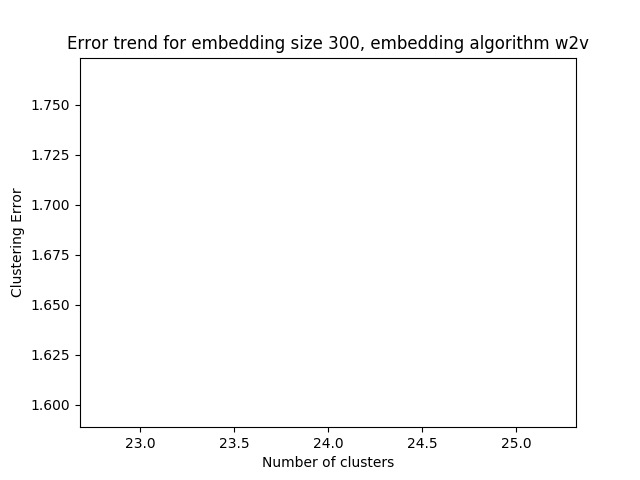 Error trend for embedding size 300, embedding algorithm w2v
1.750
1.725
1.700
1.675
1.650
1.625
1.600
Clustering Error
23.0 23.5 24.0 24.5 25.0
Number of clusters